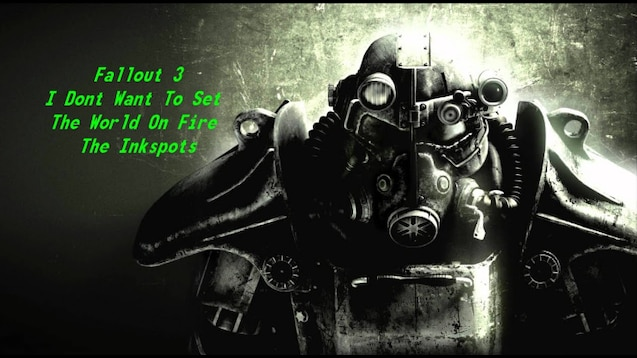 Fallout 3
I Dont Want To Set
The World On Fire
The Inkspots